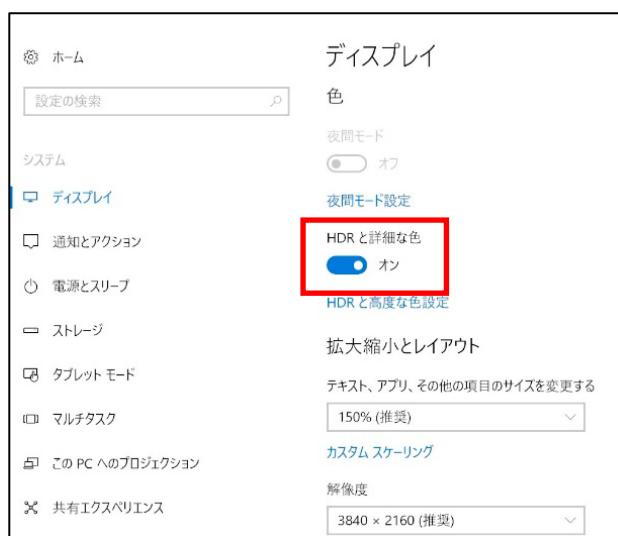 ホーム
設定の検索
システム
ディスプレイ
通知とアクション
電源とスリープ
ストレージ
タブレット モード
マルチタスク
この PC へのプロジェクション
共有エクスペリエンス
ディスプレイ
色
夜間モード
オフ
夜間モード設定
HDR と詳細な色
オン
HDR と高度な色設定
拡大縮小とレイアウト
テキスト、アプリ、その他の項目のサイズを変更する
150% (推奨)
カスタム スケーリング
解像度
3840 × 2160 (推奨)